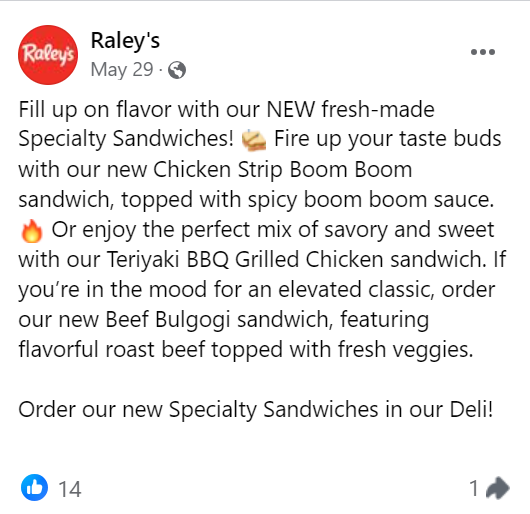 Raley's
Raley's
May 29 ·
Fill up on flavor with our NEW fresh-made
Specialty Sandwiches! 🥪 Fire up your taste buds
with our new Chicken Strip Boom Boom
sandwich, topped with spicy boom boom sauce.
🔥 Or enjoy the perfect mix of savory and sweet
with our Teriyaki BBQ Grilled Chicken sandwich. If
you’re in the mood for an elevated classic, order
our new Beef Bulgogi sandwich, featuring
flavorful roast beef topped with fresh veggies.
Order our new Specialty Sandwiches in our Deli!
14
1